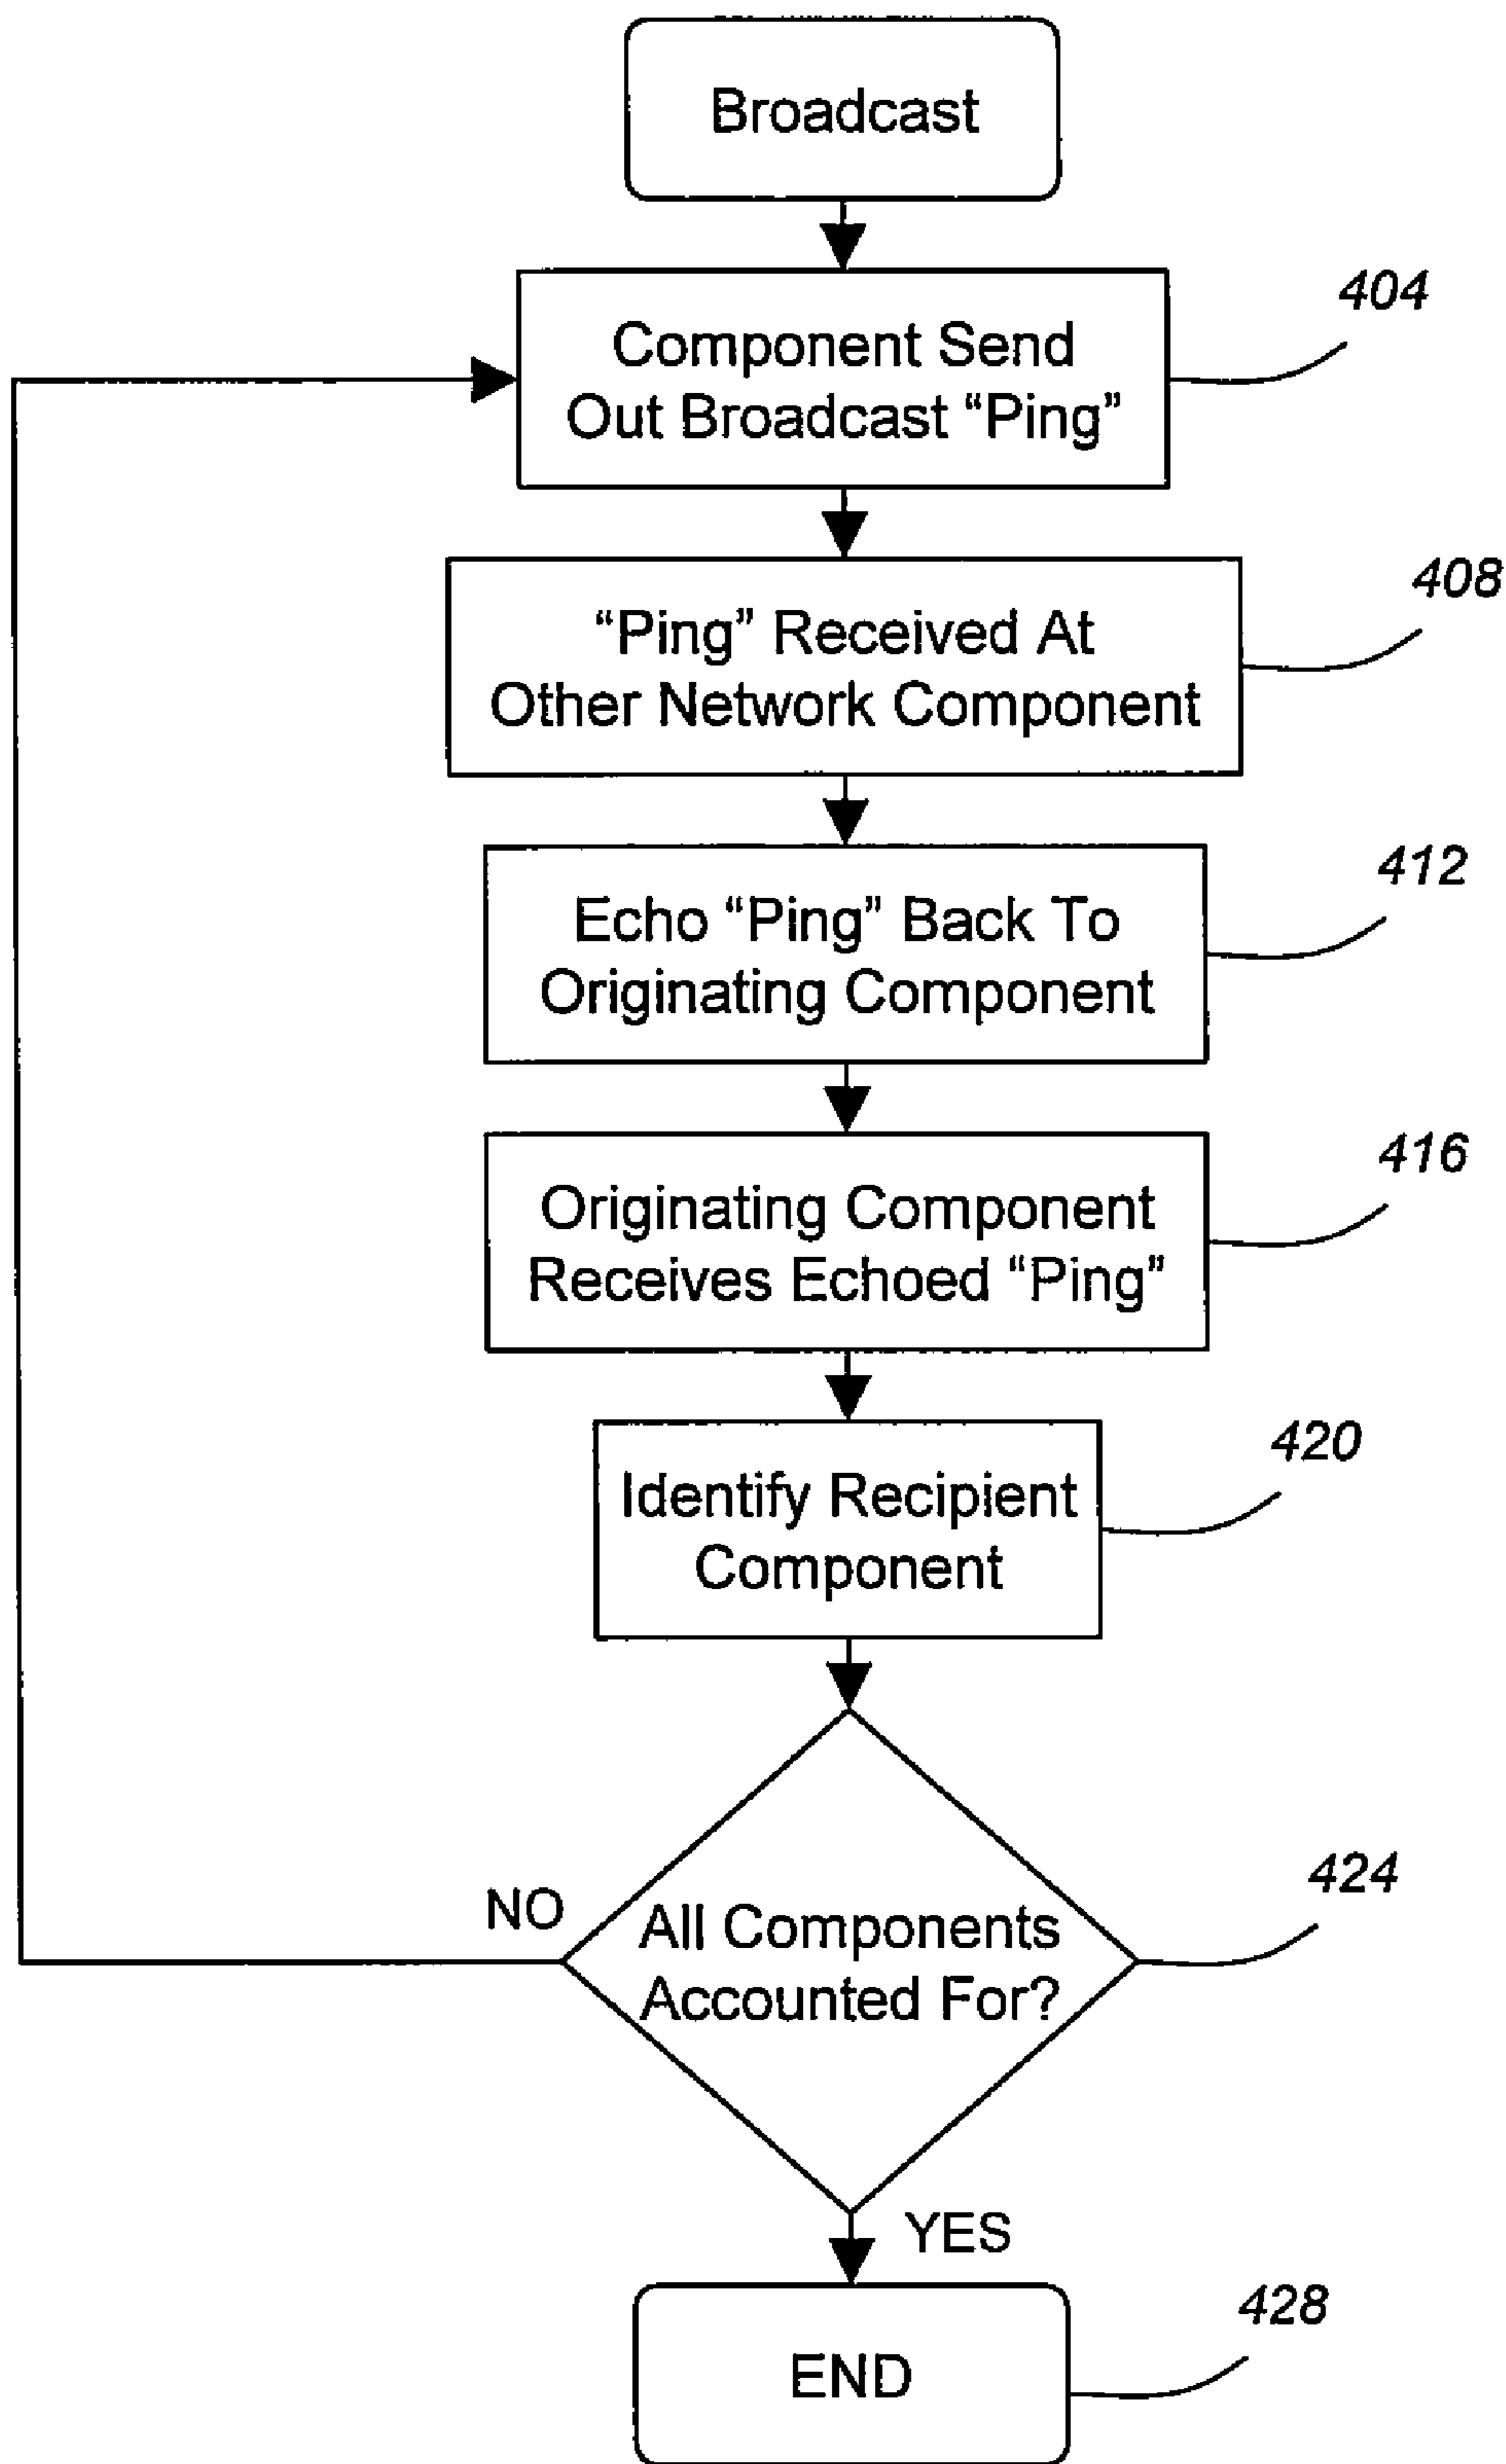 Broadcast
404
Component Send
Out Broadcast “Ping”
408
“Ping” Received At
Other Network Component
412
Echo “Ping” Back To
Originating Component
416
Originating Component
Receives Echoed “Ping”
420
Identify Recipient
Component
424
NO
All Components
Accounted For?
YES
428
END